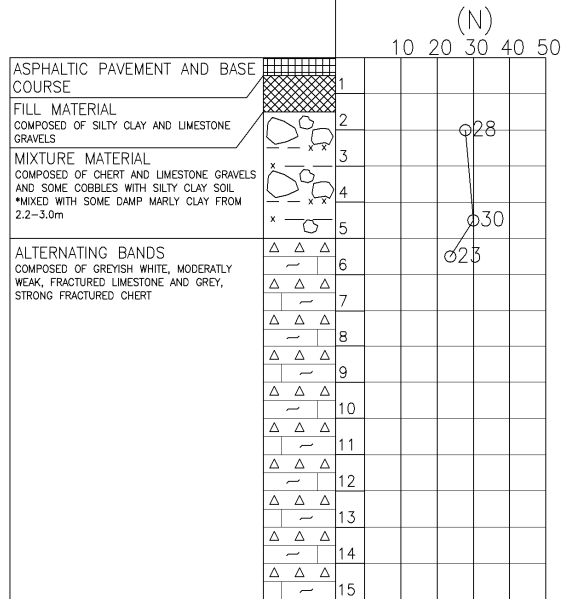 (N)
10 20 30 40 50
ASPHALTIC PAVEMENT AND BASE
COURSE
FILL MATERIAL
COMPOSED OF SILTY CLAY AND LIMESTONE
GRAVELS
MIXTURE MATERIAL
COMPOSED OF CHERT AND LIMESTONE GRAVELS
AND SOME COBBLES WITH SILTY CLAY SOIL
*MIXED WITH SOME DAMP MARLY CLAY FROM
2.2-3.0m
ALTERNATING BANDS
COMPOSED OF GREYISH WHITE, MODERATLY
WEAK, FRACTURED LIMESTONE AND GREY,
STRONG FRACTURED CHERT
1
2
3
4
5
6
7
8
9
10
11
12
13
14
15
28
30
23